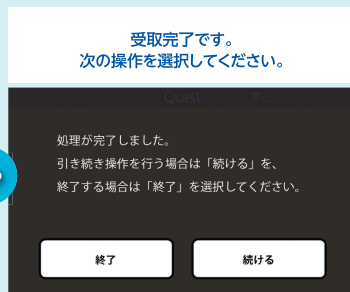 受取完了です。
次の操作を選択してください。
Quist
処理が完了しました。
引き続き操作を行う場合は「続ける」を、
終了する場合は「終了」を選択してください。
終了
続ける